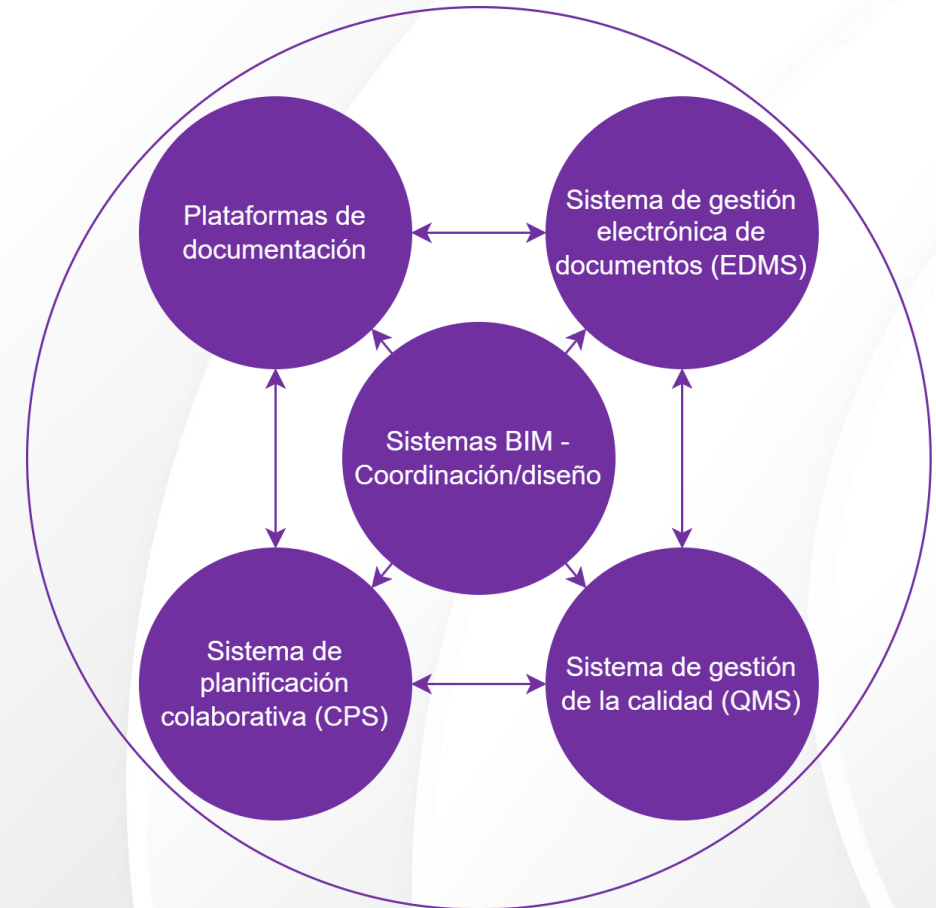 Plataformas de
documentación
Sistema de gestión
electrónica de
documentos (EDMS)
Sistemas BIM -
Coordinación/diseño
Sistema de
planificación
colaborativa (CPS)
Sistema de gestión
de la calidad (QMS)